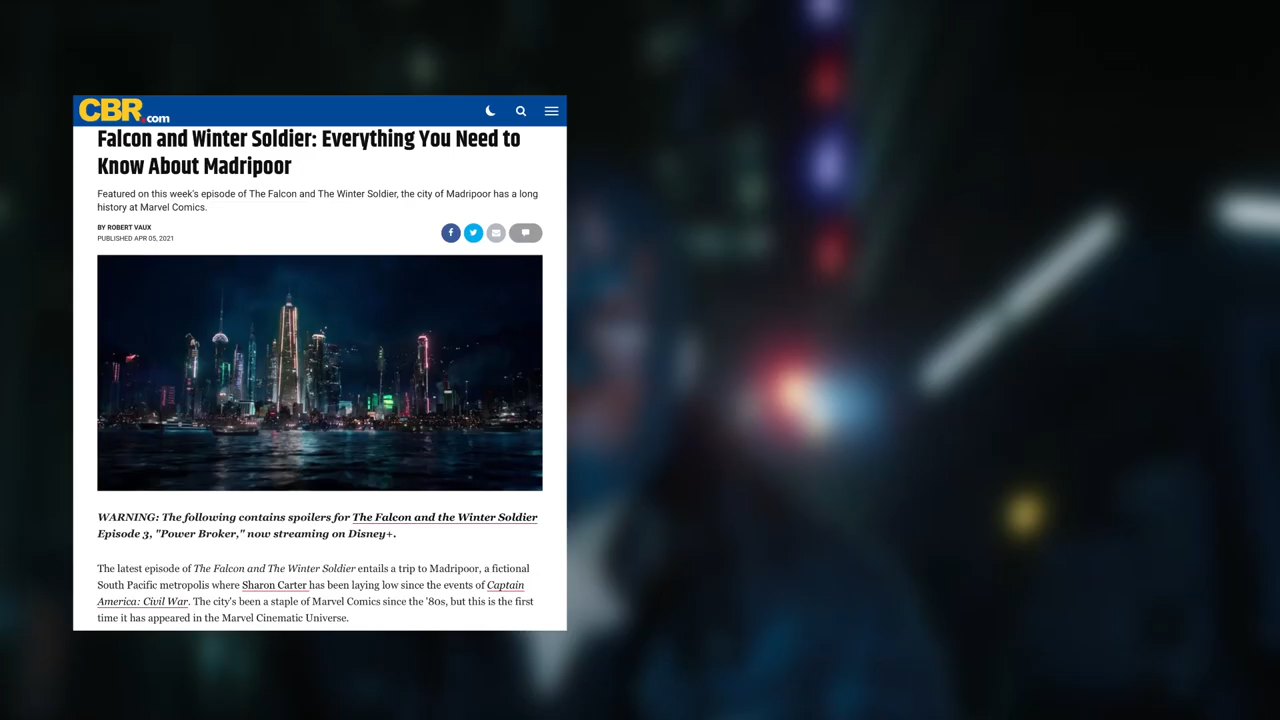 CBR.com
Falcon and Winter Soldier: Everything You Need to
Know About Madripoor
Featured on this week's episode of The Falcon and The Winter Soldier, the city of Madripoor has a long
history at Marvel Comics.
BY ROBERT VAUX
PUBLISHED APR 05, 2021
WARNING: The following contains spoilers for The Falcon and the Winter Soldier
Episode 3, "Power Broker," now streaming on Disney+.
The latest episode of The Falcon and The Winter Soldier entails a trip to Madripoor, a fictional
South Pacific metropolis where Sharon Carter has been laying low since the events of Captain
America: Civil War. The city's been a staple of Marvel Comics since the '80s, but this is the first
time it has appeared in the Marvel Cinematic Universe.